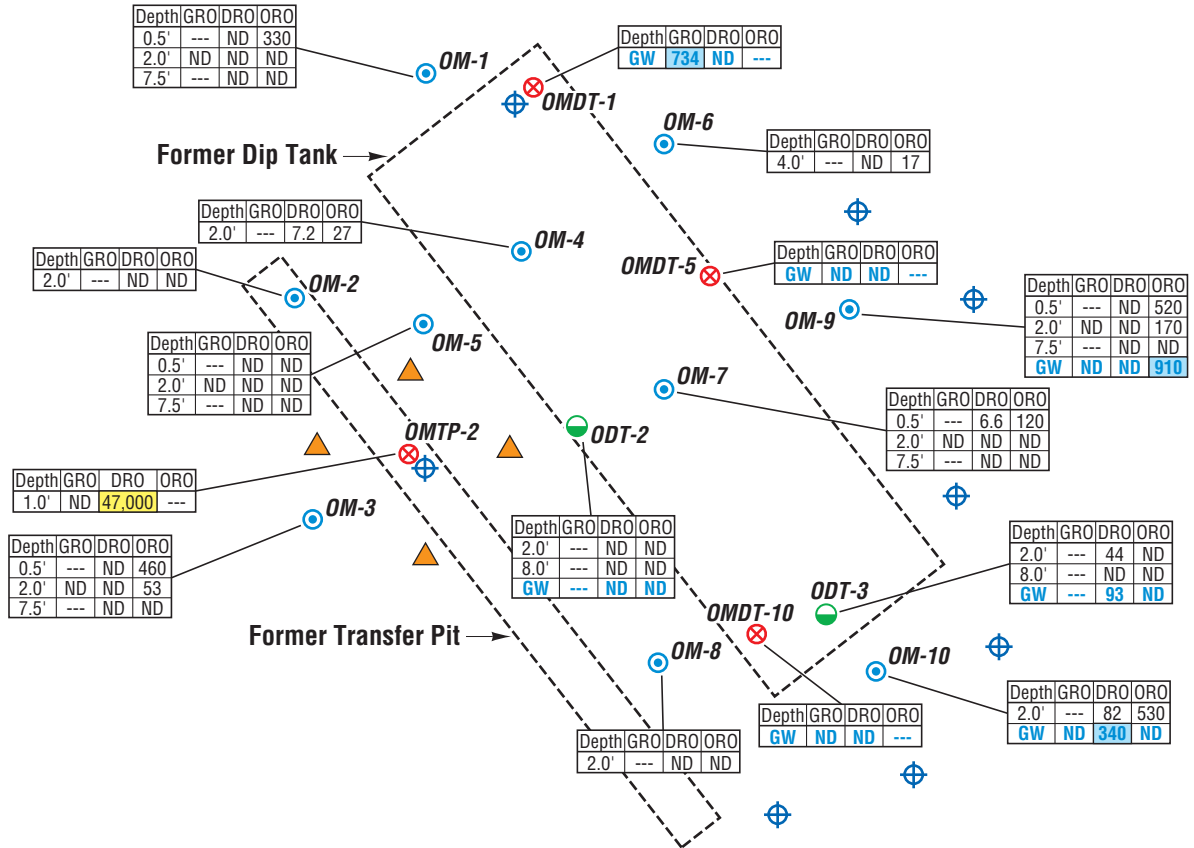 Depth GRO DRO ORO
0.5' --- ND 330
2.0' ND ND ND
7.5' --- ND ND
OM-1
Depth GRO DRO ORO
GW 734 ND ---
OMDT-1
OM-6
Depth GRO DRO ORO
4.0' --- ND 17
Former Dip Tank
Depth GRO DRO ORO
2.0' --- 7.2 27
OM-4
Depth GRO DRO ORO
2.0' --- ND ND
OM-2
OMDT-5
Depth GRO DRO ORO
GW ND ND ---
OM-9
Depth GRO DRO ORO
0.5' --- ND 520
2.0' ND ND 170
7.5' --- ND ND
GW ND ND 910
Depth GRO DRO ORO
0.5' --- ND ND
2.0' ND ND ND
7.5' --- ND ND
OM-5
OM-7
Depth GRO DRO ORO
0.5' --- 6.6 120
2.0' ND ND ND
7.5' --- ND ND
OMTP-2
ODT-2
Depth GRO DRO ORO
1.0' ND 47,000 ---
OM-3
Depth GRO DRO ORO
0.5' --- ND 460
2.0' ND ND 53
7.5' --- ND ND
Depth GRO DRO ORO
2.0' --- ND ND
8.0' --- ND ND
GW --- ND ND
Depth GRO DRO ORO
2.0' --- 44 ND
8.0' --- ND ND
GW --- 93 ND
ODT-3
OMDT-10
Former Transfer Pit
OM-8
OM-10
Depth GRO DRO ORO
2.0' --- 82 530
GW ND 340 ND
Depth GRO DRO ORO
GW ND ND ---
Depth GRO DRO ORO
2.0' --- ND ND